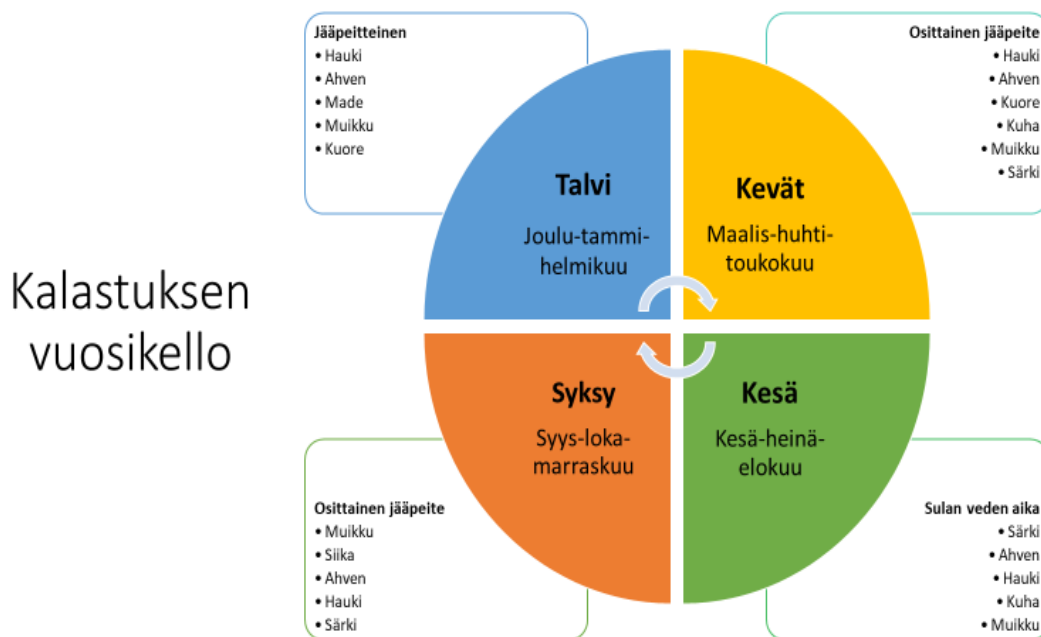 Kalastuksen
vuosikello
Jääpeitteinen
• Hauki
• Ahven
• Made
• Muikku
• Kuore
Talvi
Joulu-tammi-
helmikuu
Osittainen jääpeite
• Hauki
• Ahven
• Kuore
• Kuha
• Muikku
• Särki
Kevät
Maalis-huhti-
toukokuu
Kesä
Kesä-heinä-
elokuu
Sulan veden aika
• Särki
• Ahven
• Hauki
• Kuha
• Muikku
Syksy
Syys-loka-
marraskuu
Osittainen jääpeite
• Muikku
• Siika
• Ahven
• Hauki
• Särki